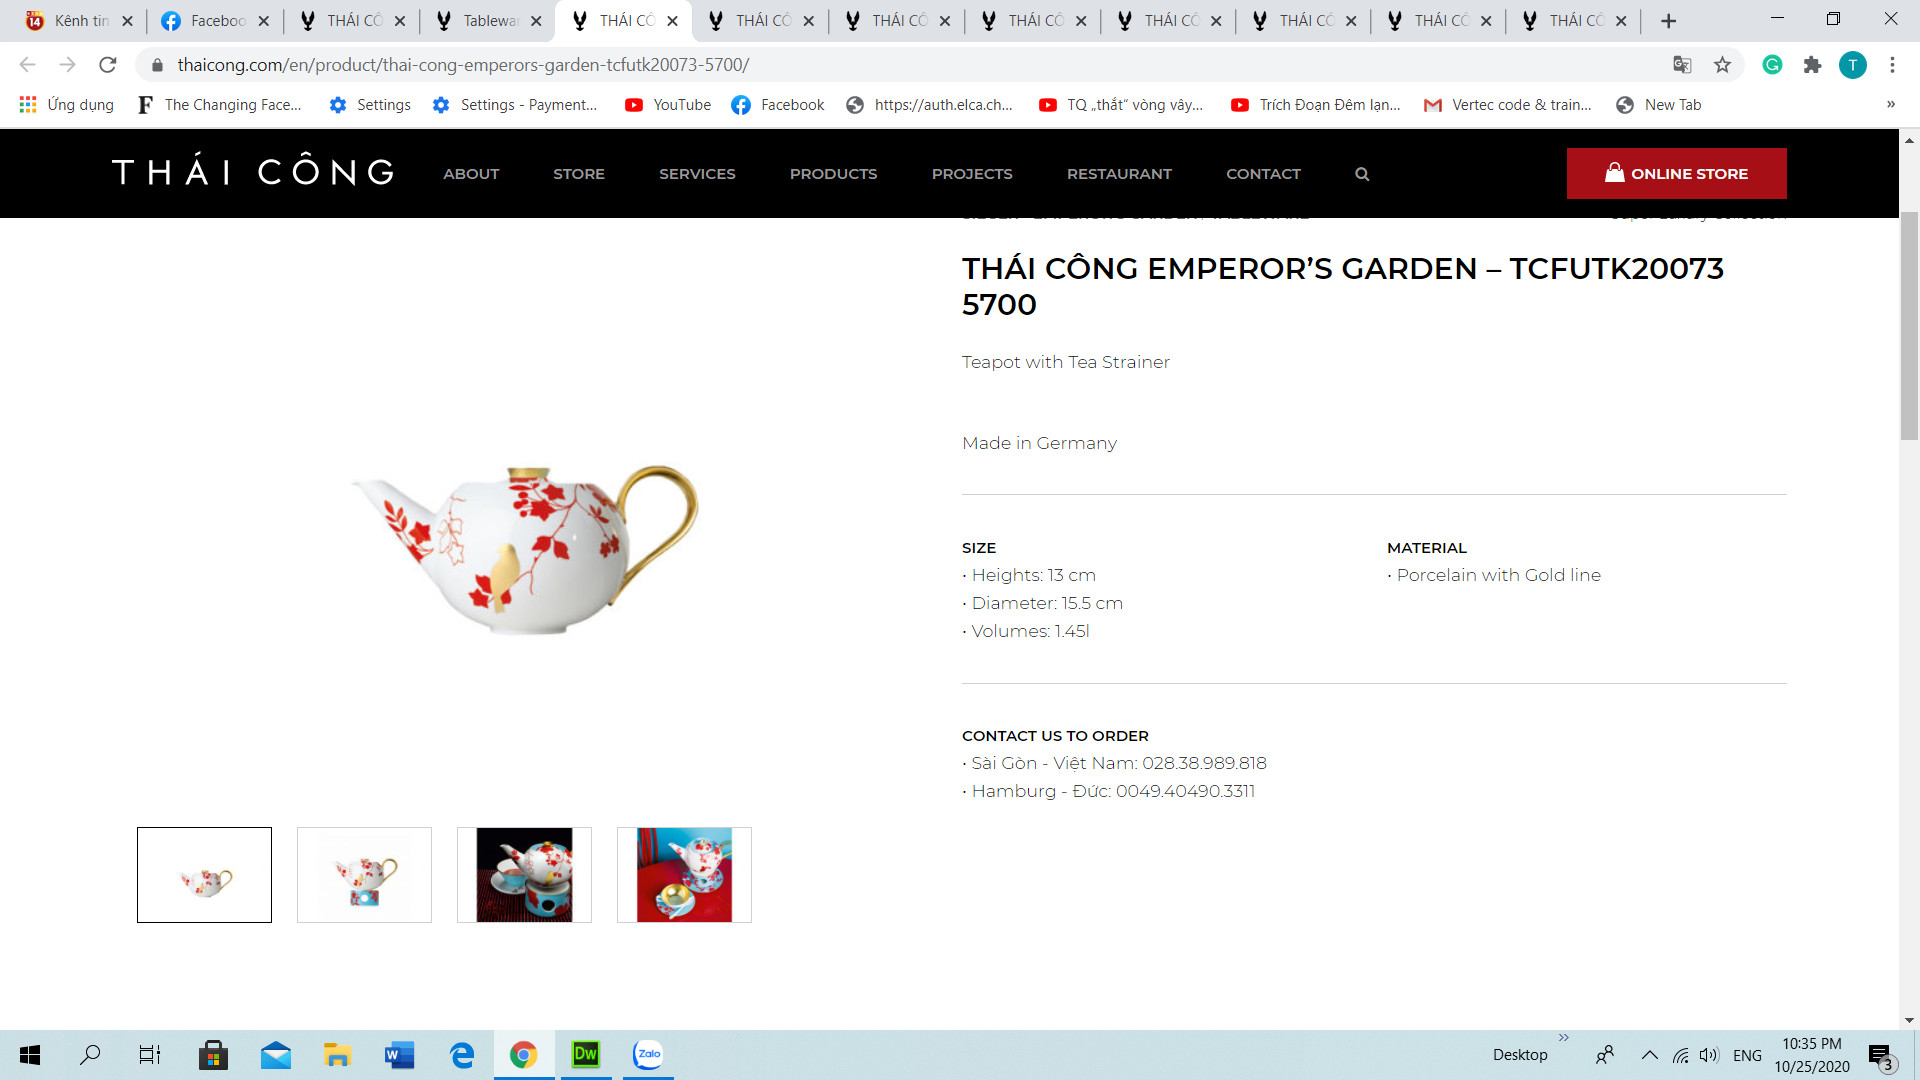 Kênh tin
Faceboo
THÁI CÔ
Tablewa
THÁI CÔ
THÁI CÔ
THÁI CÔ
THÁI CÔ
THÁI CÔ
THÁI CÔ
THÁI CÔ
THÁI CÔ
thaicong.com/en/product/thai-cong-emperors-garden-tcfutk20073-5700/
T
Ứng dụng
The Changing Face...
Settings
Settings - Payment...
YouTube
Facebook
https://auth.elca.ch...
TQ „thắt“ vòng vây...
Trích Đoạn Đêm lạn...
Vertec code & train...
New Tab
»
THÁI CÔNG
ABOUT
STORE
SERVICES
PRODUCTS
PROJECTS
RESTAURANT
CONTACT
ONLINE STORE
THÁI CÔNG EMPEROR’S GARDEN – TCFUTK20073
5700
Teapot with Tea Strainer
Made in Germany
SIZE
• Heights: 13 cm
• Diameter: 15.5 cm
• Volumes: 1.45l
MATERIAL
• Porcelain with Gold line
CONTACT US TO ORDER
• Sài Gòn - Việt Nam: 028.38.989.818
• Hamburg - Đức: 0049.40490.3311
Dw
Zalo
Desktop
»
ENG
10:35 PM
10/25/2020
3